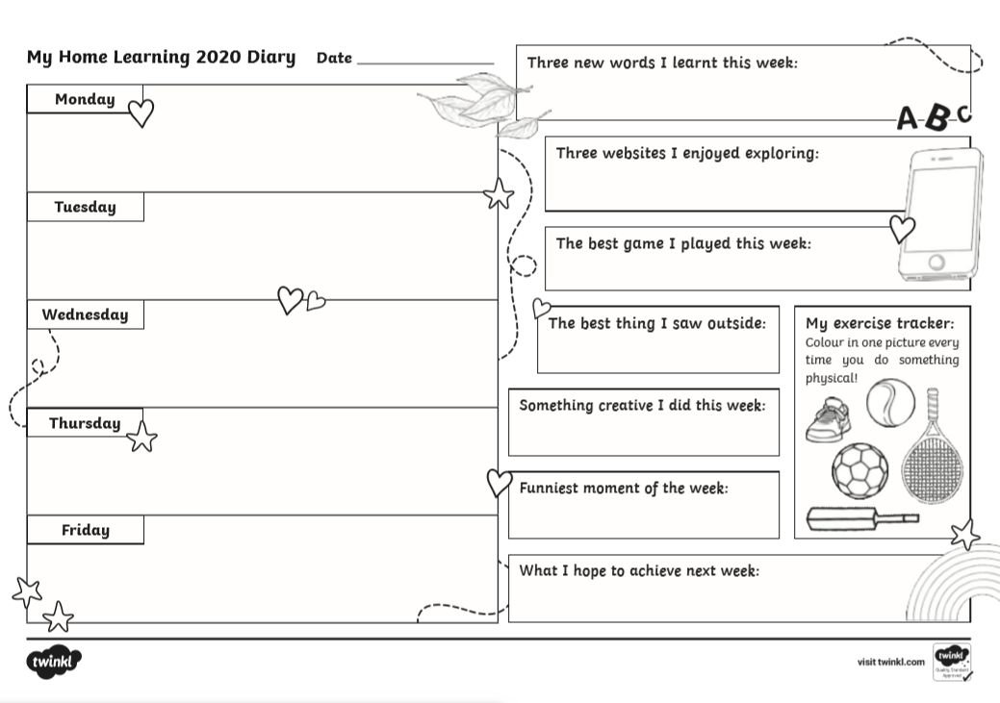 My Home Learning 2020 Diary Date
Monday
Tuesday
Wednesday
Thursday
Friday
Three new words I learnt this week:
A B C
Three websites I enjoyed exploring:
The best game I played this week:
The best thing I saw outside:
My exercise tracker:
Colour in one picture every
time you do something
physical!
Something creative I did this week:
Funniest moment of the week:
What I hope to achieve next week:
twinkl
visit twinkl.com
twinkl
Quality Standard
Approved